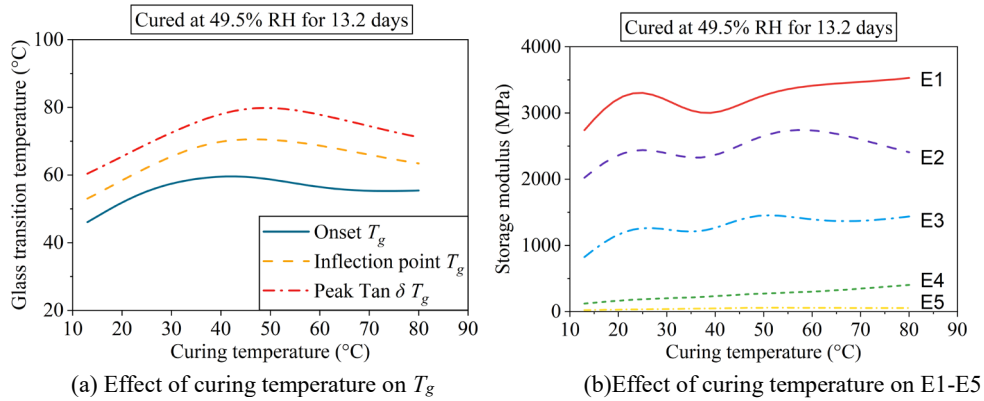 Cured at 49.5% RH for 13.2 days
Glass transition temperature (°C)
100
80
60
40
20
10 20 30 40 50 60 70 80 90
Curing temperature (°C)
Onset Tg
Inflection point Tg
Peak Tan δ Tg
(a) Effect of curing temperature on Tg
Cured at 49.5% RH for 13.2 days
Storage modulus (MPa)
4000
3000
2000
1000
0
10 20 30 40 50 60 70 80 90
Curing temperature (°C)
E1
E2
E3
E4
E5
(b)Effect of curing temperature on E1-E5